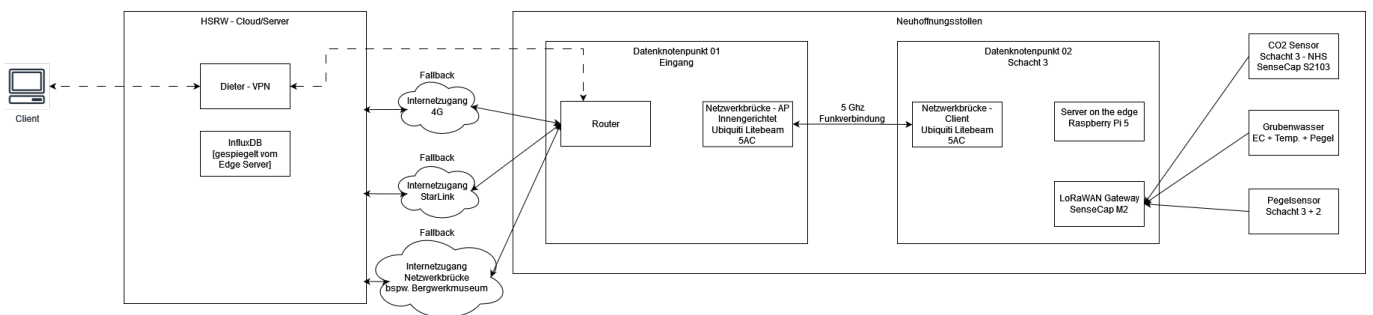 HSRW - Cloud/Server
Client
Dieter - VPN
InfluxDB
[gespiegelt vom
Edge Server]
Fallback
Internetzugang
4G
Fallback
Internetzugang
StarLink
Fallback
Internetzugang
Netzwerkbrücke
bspw. Bergwerkmuseum
Neuhoffnungsstollen
Datenknotenpunkt 01
Eingang
Router
Netzwerkbrücke - AP
Innengerichtet
Ubiquiti Litebeam
5AC
5 Ghz
Funkverbindung
Datenknotenpunkt 02
Schacht 3
Netzwerkbrücke -
Client
Ubiquiti Litebeam
5AC
Server on the edge
Raspberry Pi 5
LoRaWAN Gateway
SenseCap M2
CO2 Sensor
Schacht 3 - NHS
SenseCap S2103
Grubenwasser
EC + Temp. + Pegel
Pegelsensor
Schacht 3 + 2